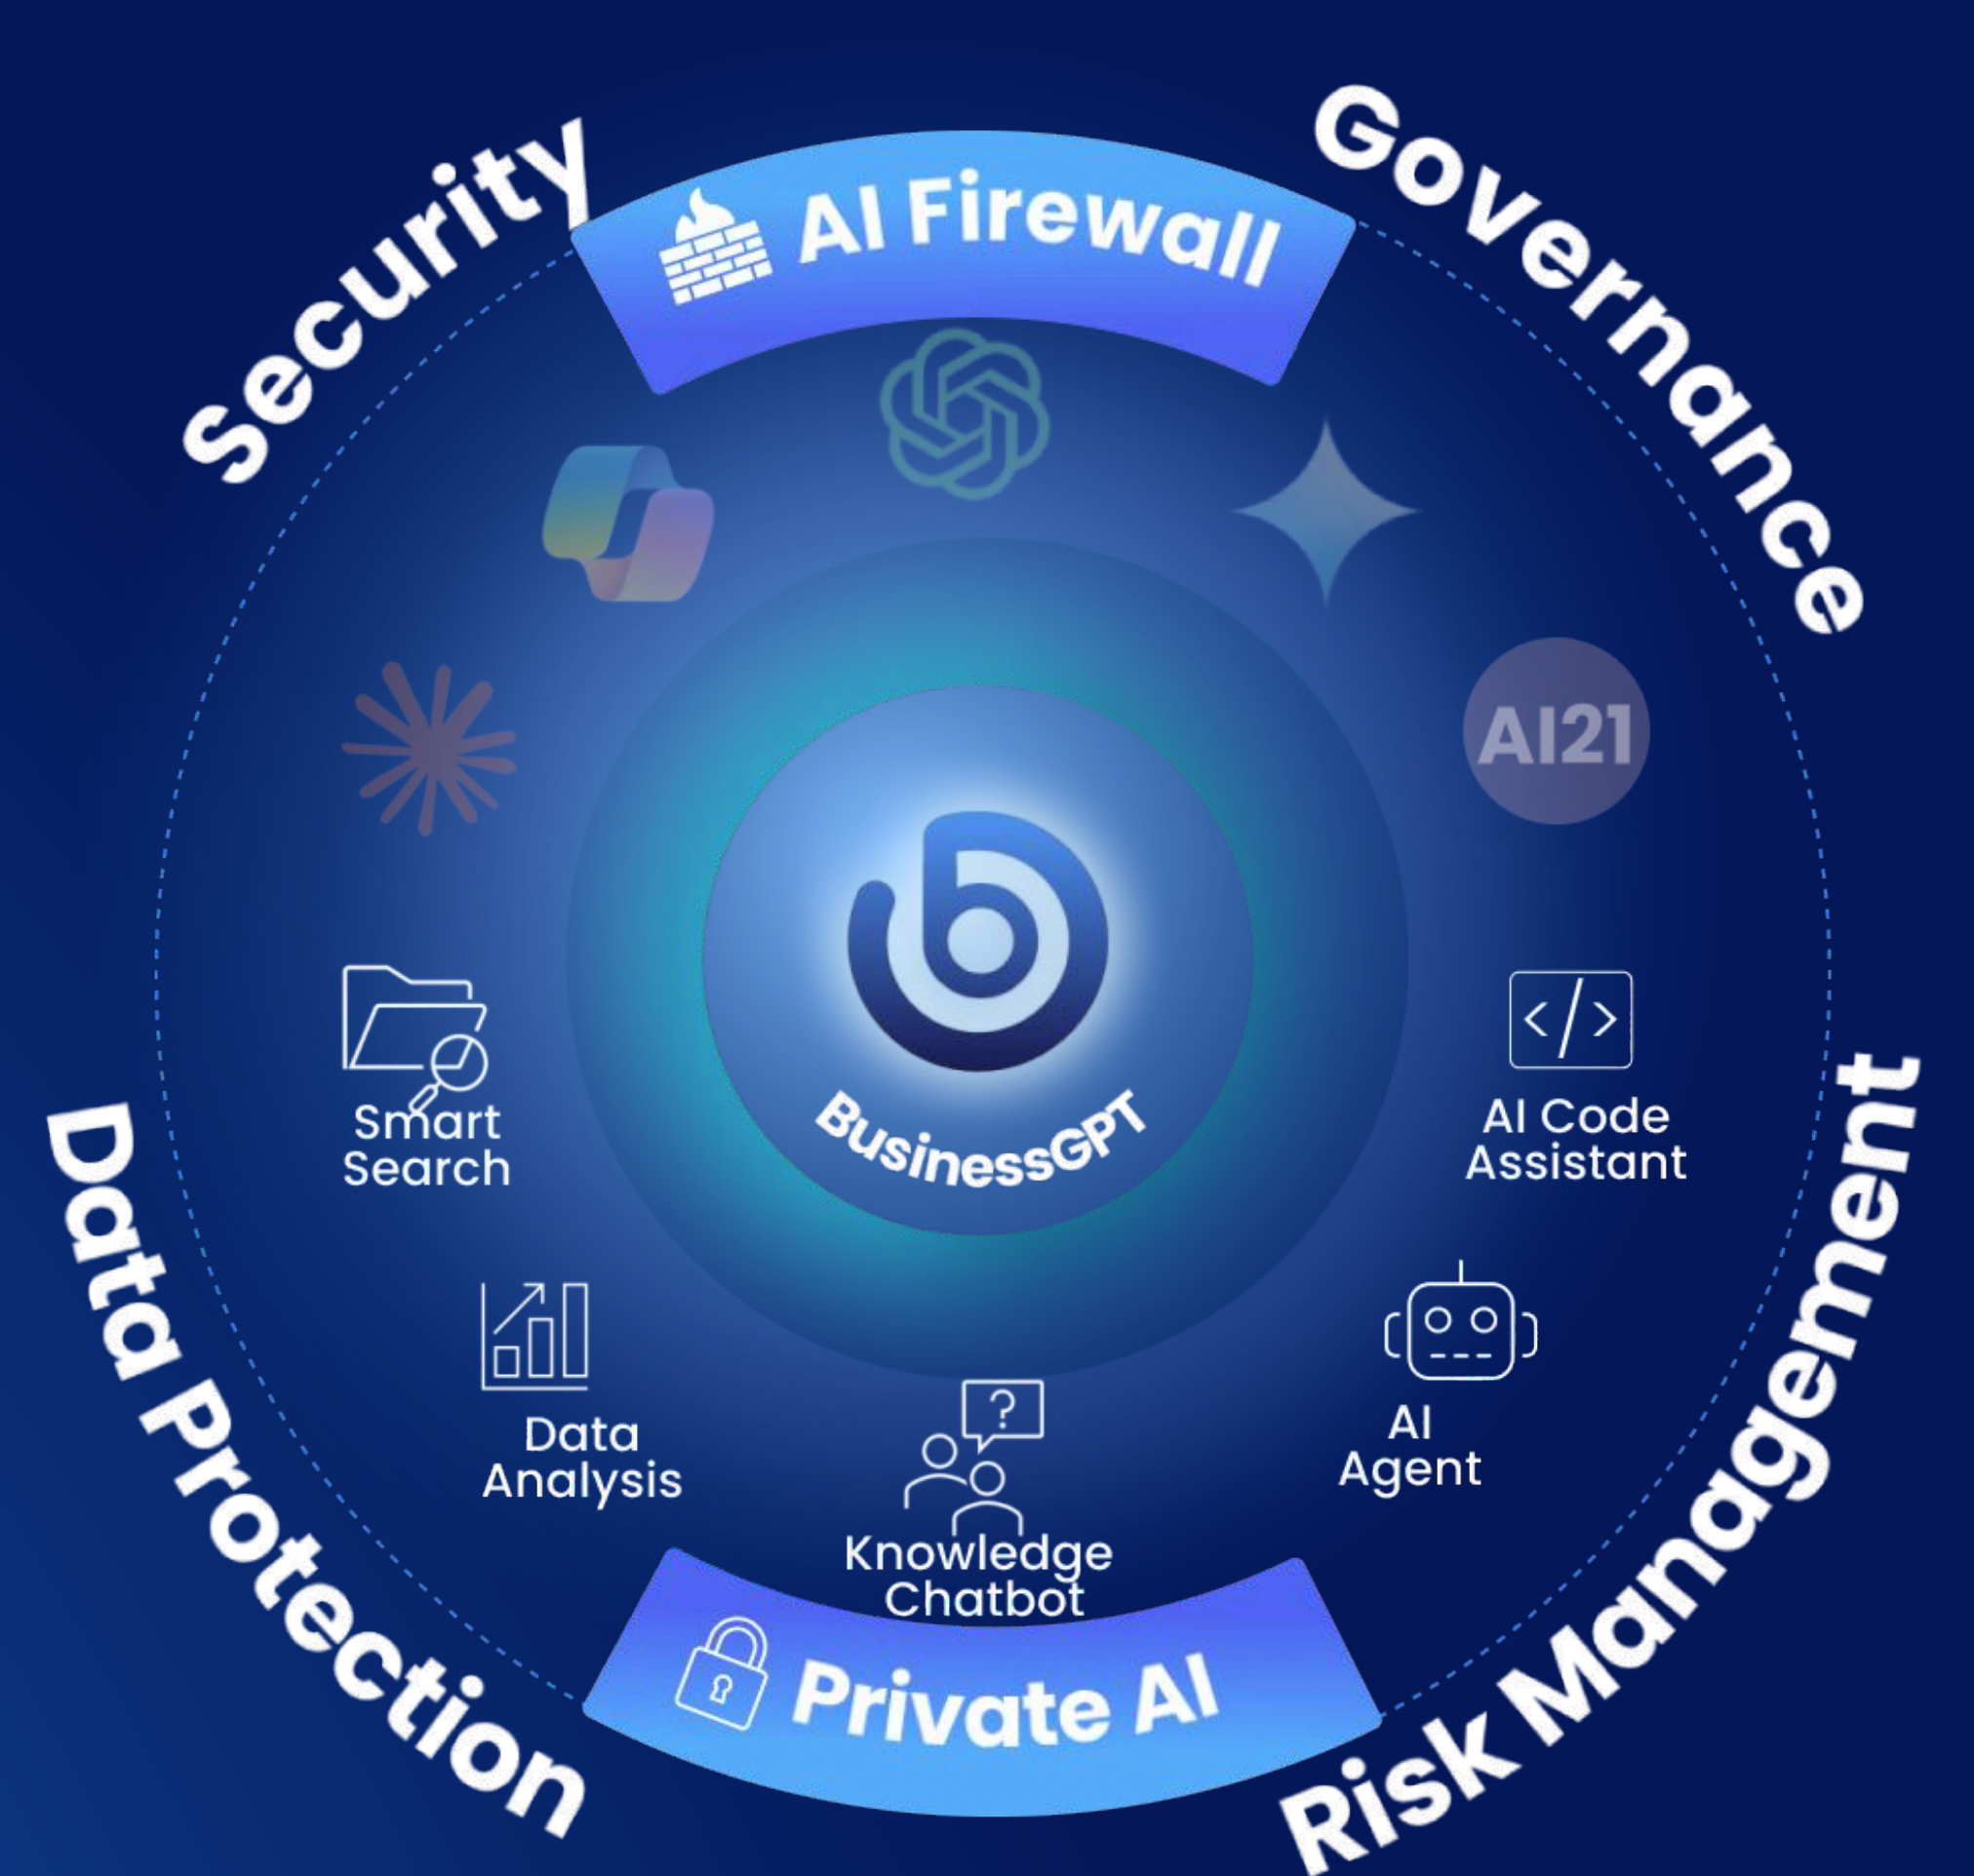 Security
Governance
AI Firewall
AI21
BusinessGPT
Smart
Search
AI Code
Assistant
Data
Analysis
AI
Agent
Knowledge
Chatbot
Data Protection
Risk Management
Private AI